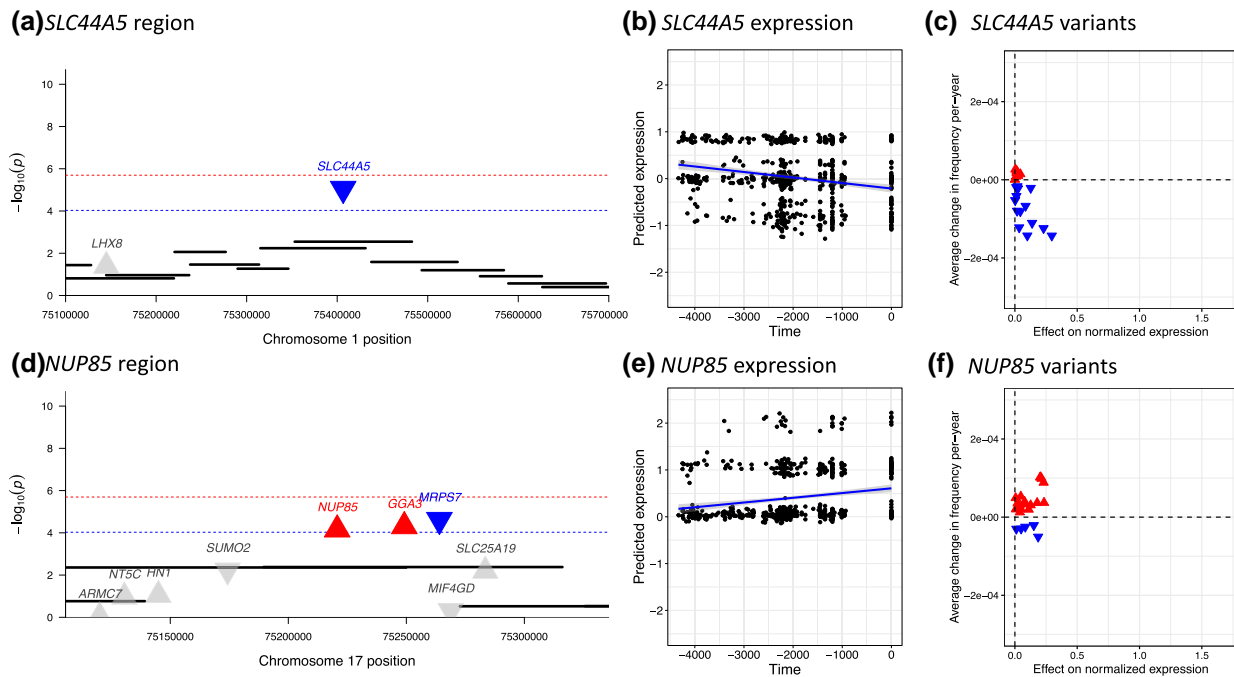 (a) SLC44A5 region
−log10(p)
10
8
6
4
2
0
SLC44A5
LHX8
75100000 75200000 75300000 75400000 75500000 75600000 75700000
Chromosome 1 position
(b) SLC44A5 expression
Predicted expression
2
1
0
−1
−2
−4000 −3000 −2000 −1000 0
Time
(c) SLC44A5 variants
Average change in frequency per−year
2e−04
0e+00
−2e−04
0.0 0.5 1.0 1.5
Effect on normalized expression
(d) NUP85 region
−log10(p)
10
8
6
4
2
0
NUP85
GGA3
MRPS7
SUMO2
SLC25A19
NT5C
HN1
ARMC7
MIF4GD
75150000 75200000 75250000 75300000
Chromosome 17 position
(e) NUP85 expression
Predicted expression
2
1
0
−1
−2
−4000 −3000 −2000 −1000 0
Time
(f) NUP85 variants
Average change in frequency per−year
2e−04
0e+00
−2e−04
0.0 0.5 1.0 1.5
Effect on normalized expression